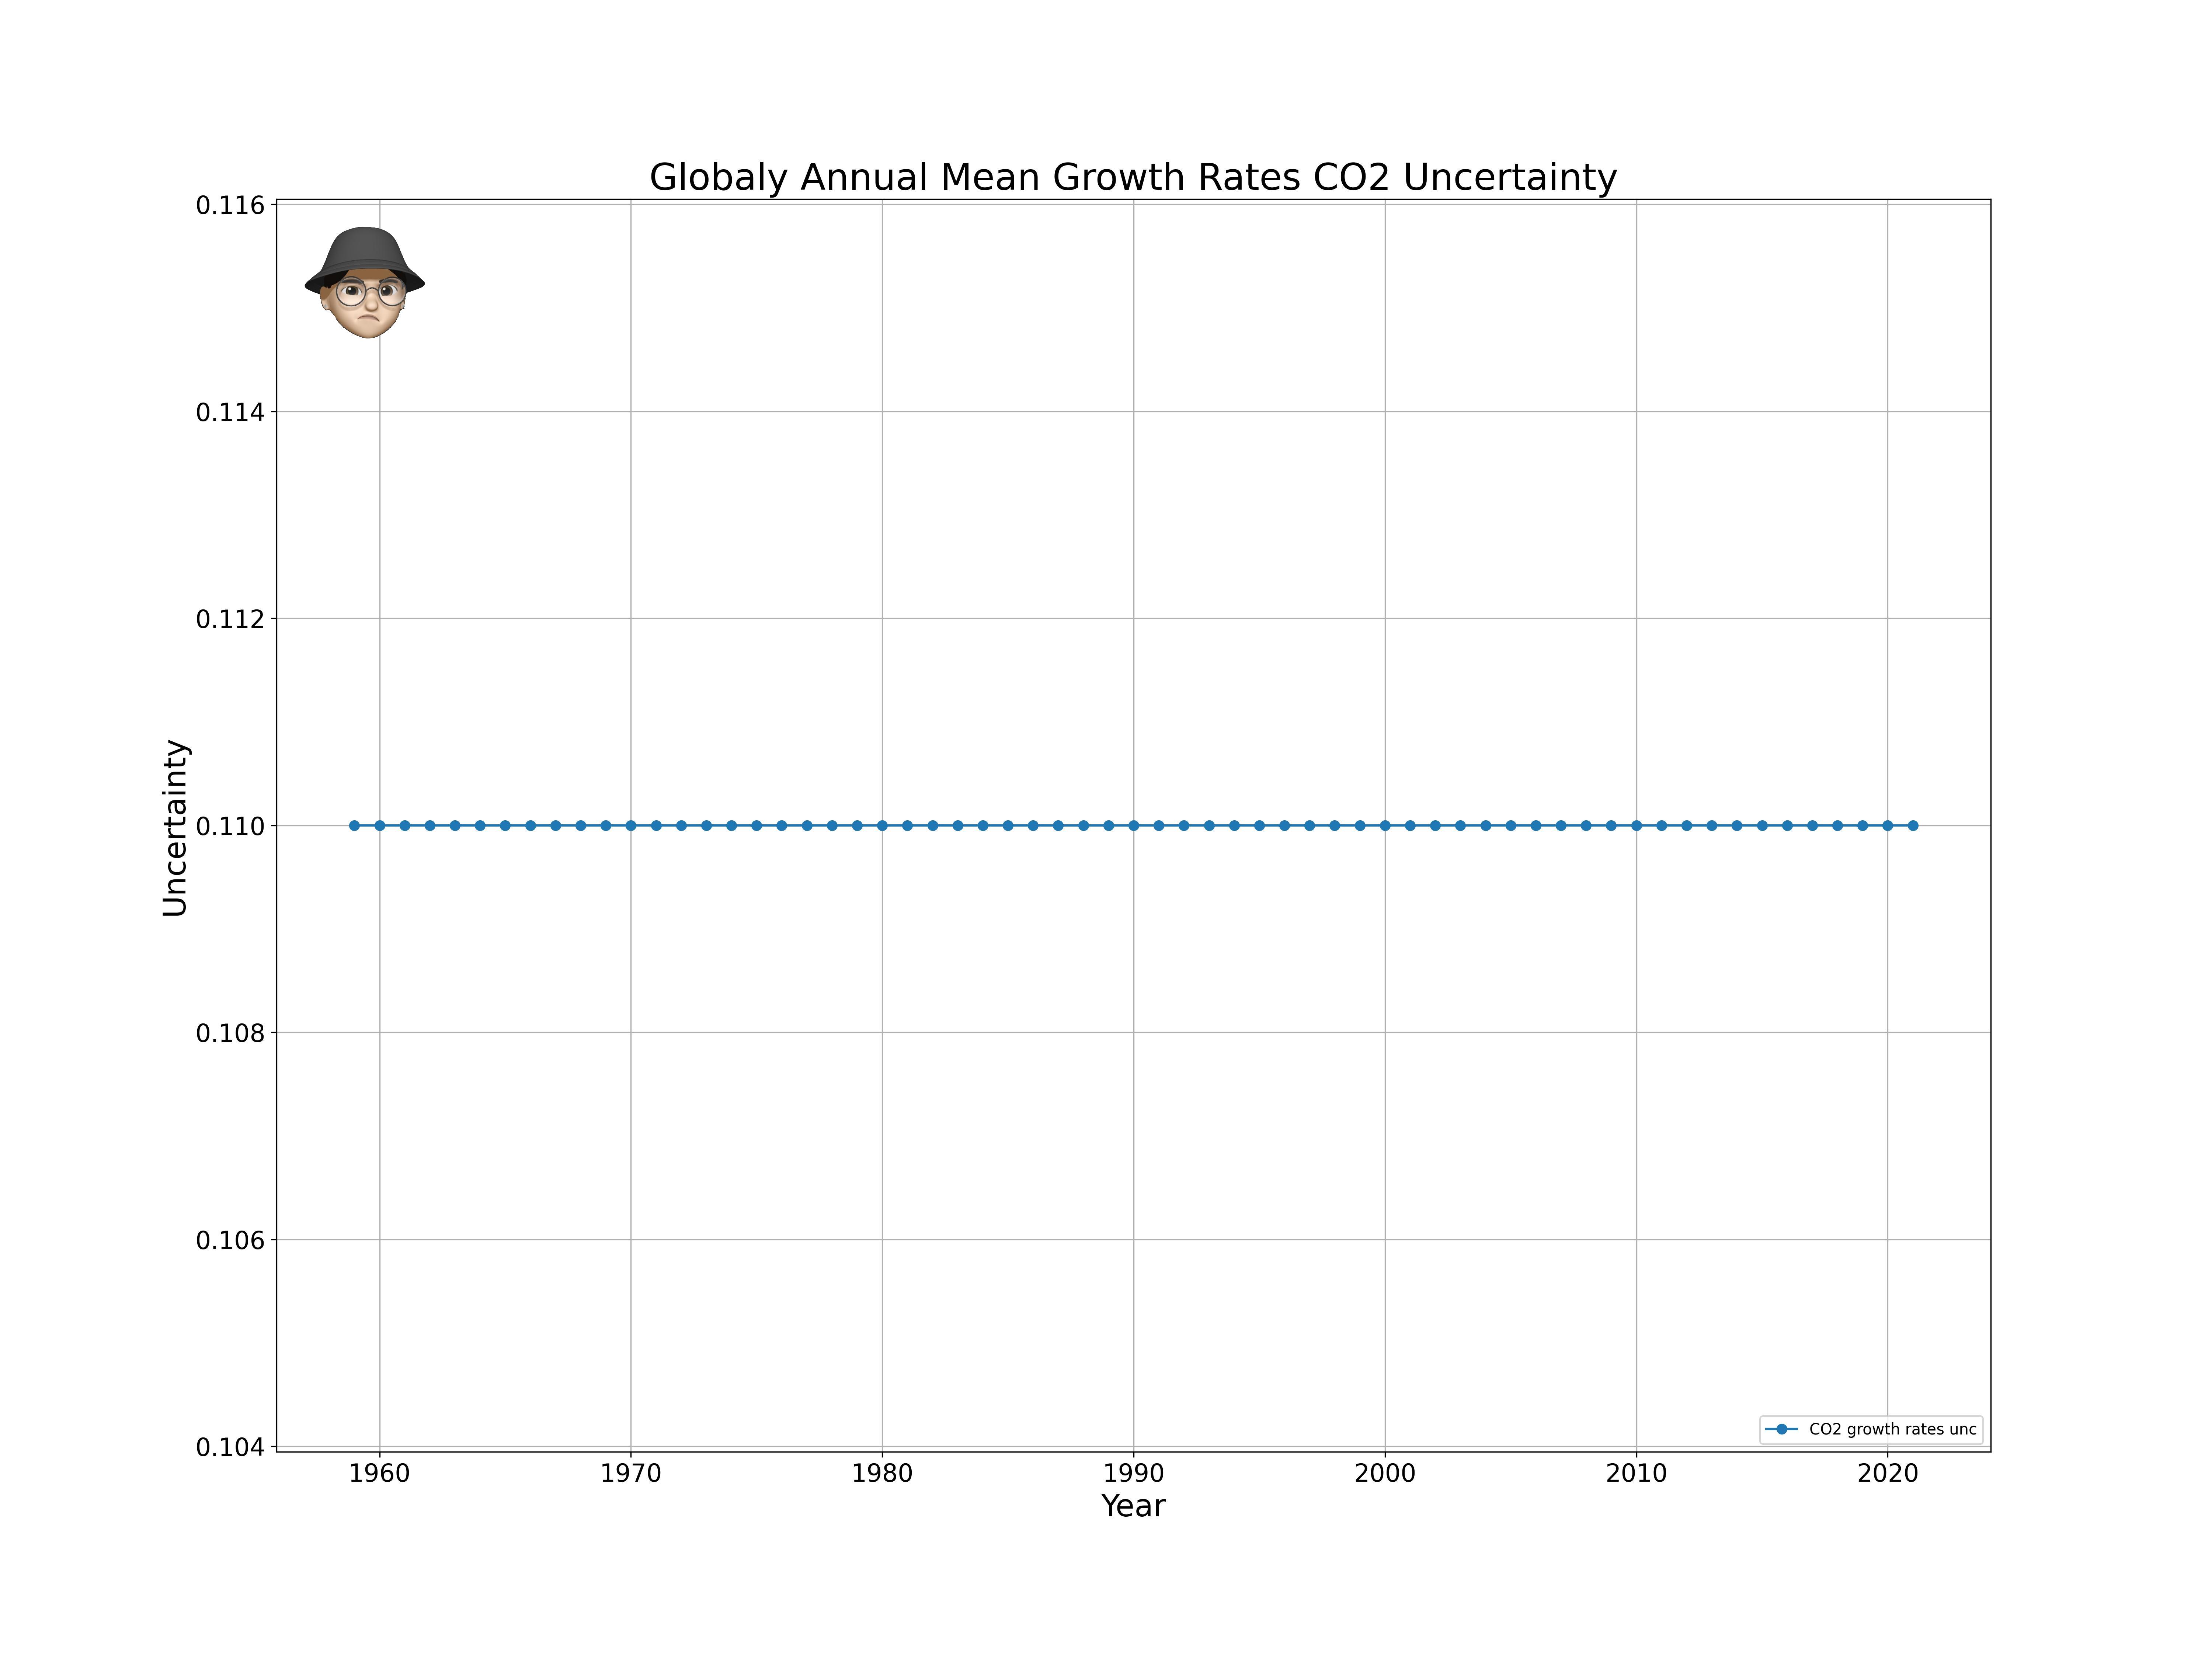 Globaly Annual Mean Growth Rates CO2 Uncertainty
0.116
0.114
0.112
0.110
0.108
0.106
0.104
Uncertainty
CO2 growth rates unc
1960 1970 1980 1990 2000 2010 2020
Year